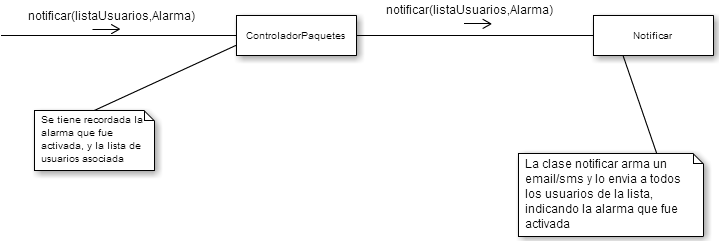 notificar(listaUsuarios,Alarma)
notificar(listaUsuarios,Alarma)
ControladorPaquetes
Notificar
Se tiene recordada la
alarma que fue
activada, y la lista de
usuarios asociada
La clase notificar arma un
email/sms y lo envia a todos
los usuarios de la lista,
indicando la alarma que fue
activada